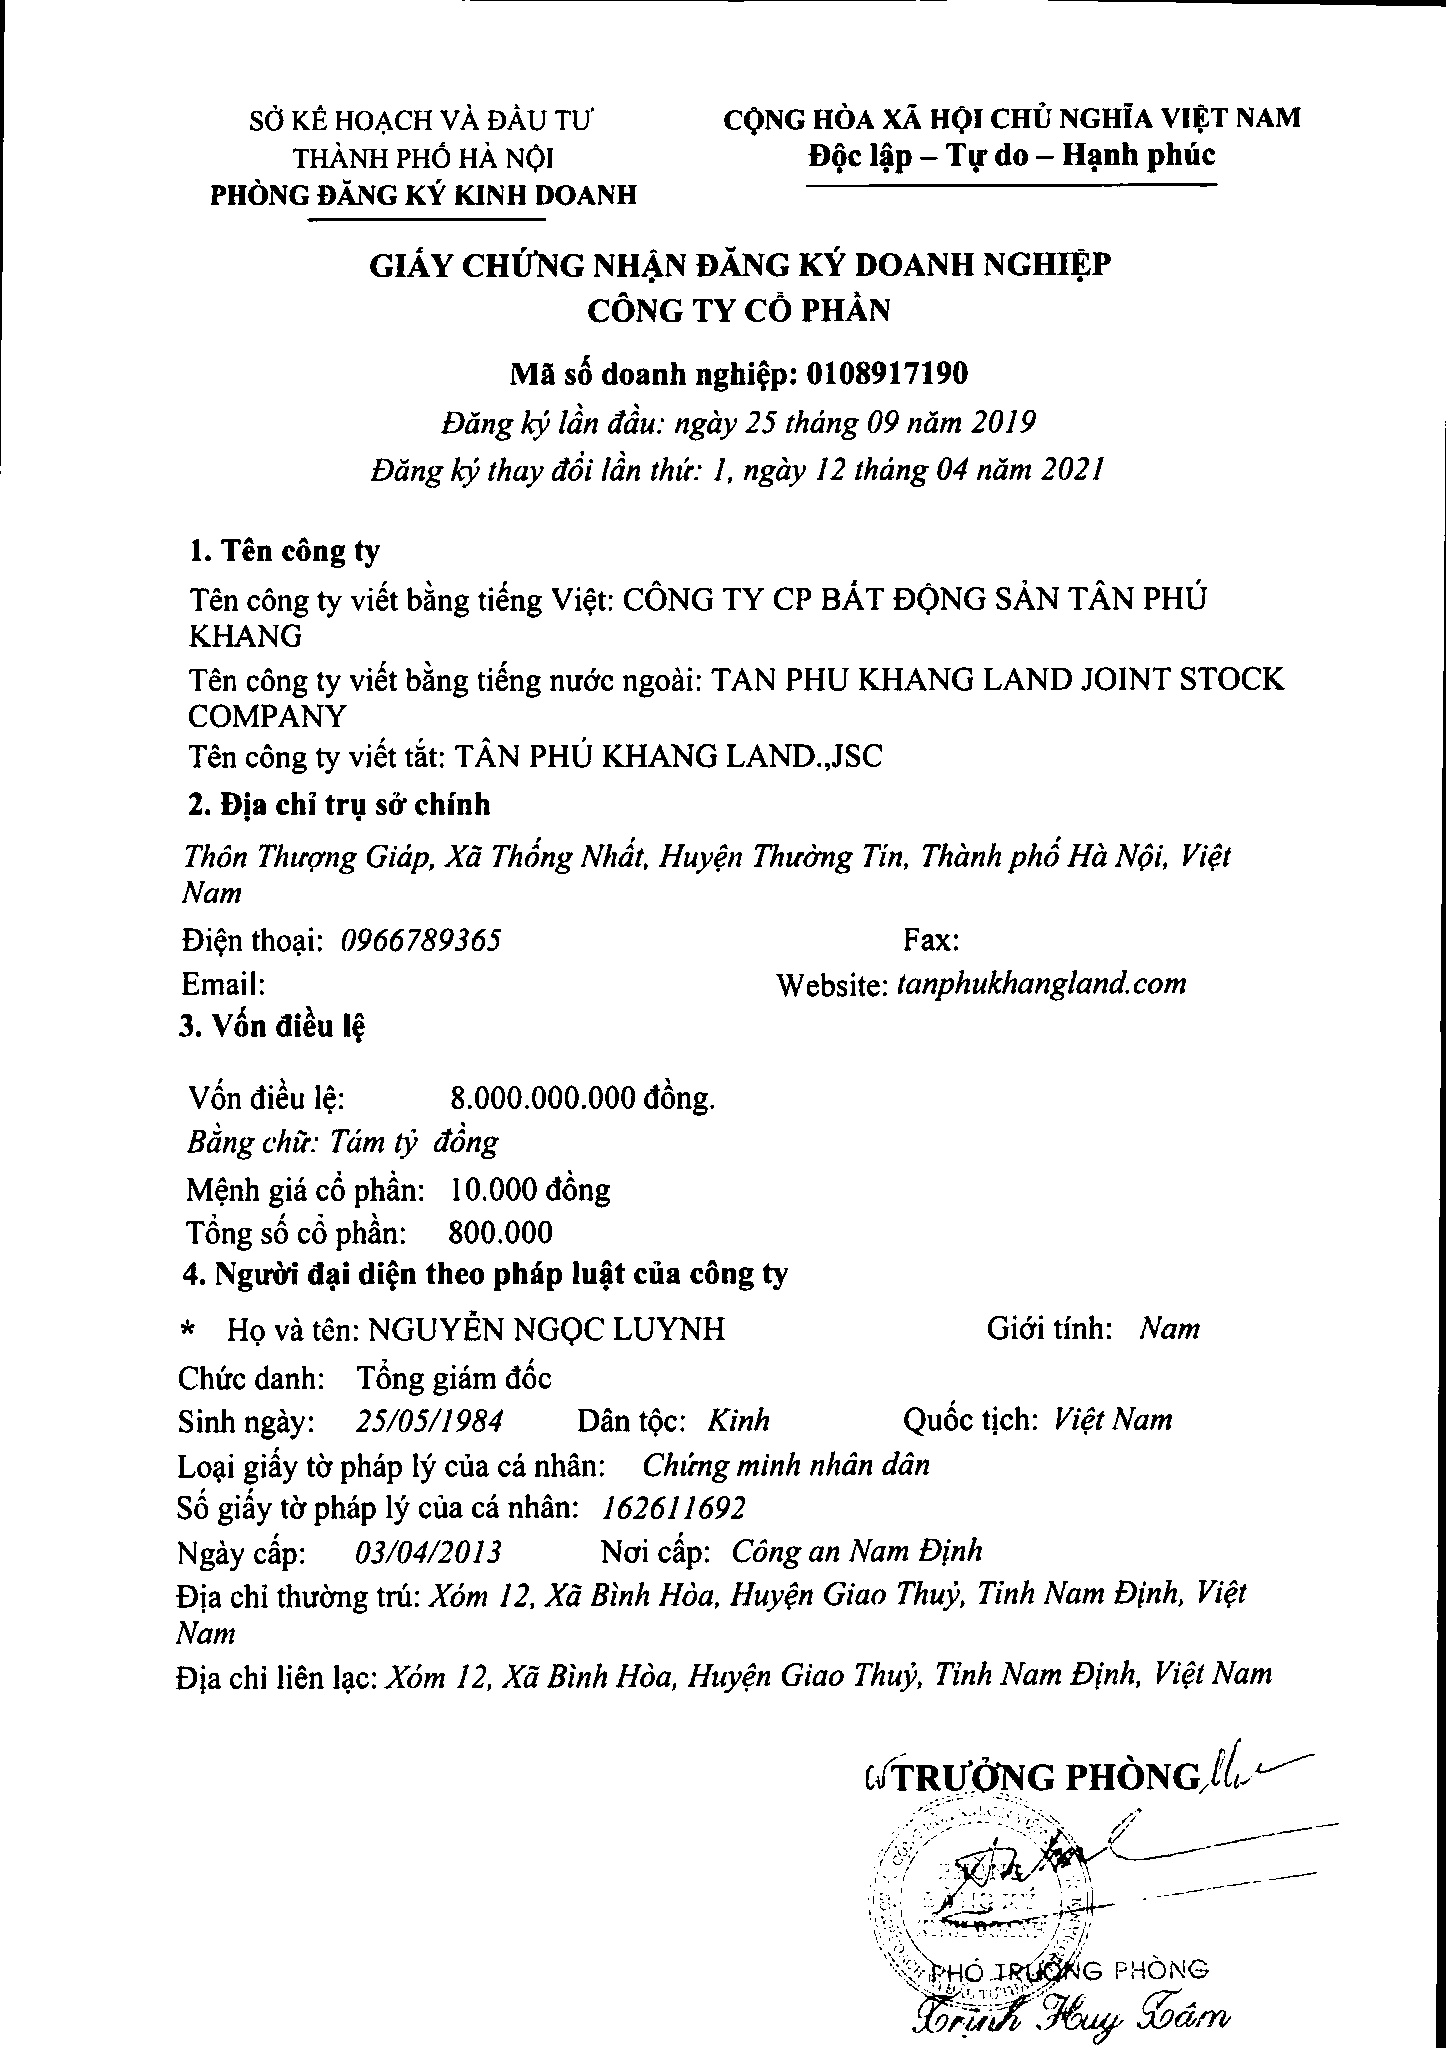 SỞ KẾ HOẠCH VÀ ĐẦU TƯ
THÀNH PHỐ HÀ NỘI
PHÒNG ĐĂNG KÝ KINH DOANH
CỘNG HÒA XÃ HỘI CHỦ NGHĨA VIỆT NAM
Độc lập – Tự do – Hạnh phúc
GIẤY CHỨNG NHẬN ĐĂNG KÝ DOANH NGHIỆP
CÔNG TY CỔ PHẦN
Mã số doanh nghiệp: 0108917190
Đăng ký lần đầu: ngày 25 tháng 09 năm 2019
Đăng ký thay đổi lần thứ: 1, ngày 12 tháng 04 năm 2021
1. Tên công ty
Tên công ty viết bằng tiếng Việt: CÔNG TY CP BẤT ĐỘNG SẢN TÂN PHÚ
KHANG
Tên công ty viết bằng tiếng nước ngoài: TAN PHU KHANG LAND JOINT STOCK
COMPANY
Tên công ty viết tắt: TÂN PHÚ KHANG LAND.,JSC
2. Địa chỉ trụ sở chính
Thôn Thượng Giáp, Xã Thống Nhất, Huyện Thường Tín, Thành phố Hà Nội, Việt
Nam
Điện thoại: 0966789365 Fax:
Email: Website: tanphukhangland.com
3. Vốn điều lệ
Vốn điều lệ: 8.000.000.000 đồng.
Bằng chữ: Tám tỷ đồng
Mệnh giá cổ phần: 10.000 đồng
Tổng số cổ phần: 800.000
4. Người đại diện theo pháp luật của công ty
* Họ và tên: NGUYỄN NGỌC LUYNH Giới tính: Nam
Chức danh: Tổng giám đốc
Sinh ngày: 25/05/1984 Dân tộc: Kinh Quốc tịch: Việt Nam
Loại giấy tờ pháp lý của cá nhân: Chứng minh nhân dân
Số giấy tờ pháp lý của cá nhân: 162611692
Ngày cấp: 03/04/2013 Nơi cấp: Công an Nam Định
Địa chỉ thường trú: Xóm 12, Xã Bình Hòa, Huyện Giao Thuỷ, Tỉnh Nam Định, Việt
Nam
Địa chỉ liên lạc: Xóm 12, Xã Bình Hòa, Huyện Giao Thuỷ, Tỉnh Nam Định, Việt Nam
TRƯỞNG PHÒNG
PHÓ TRƯỞNG PHÒNG
Trịnh Huy Tâm